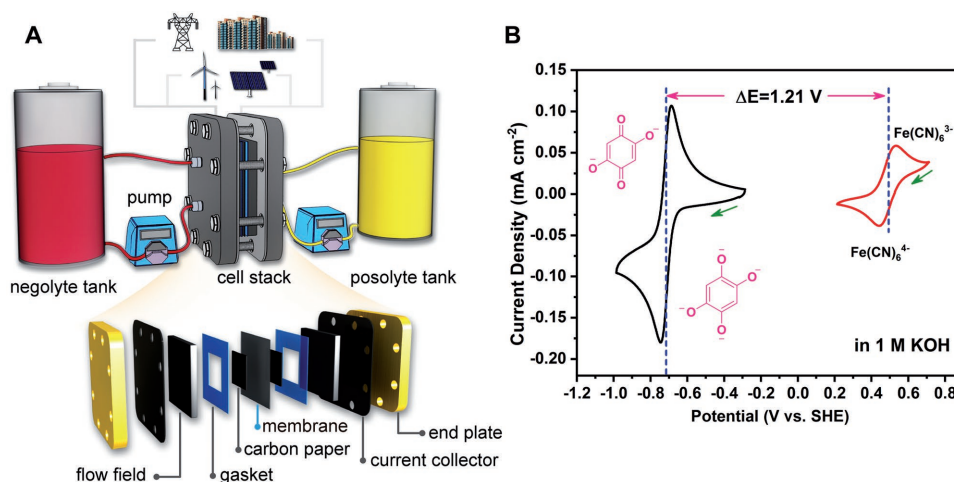 A
pump
negolyte tank
cell stack
posolyte tank
membrane
carbon paper
end plate
flow field
gasket
current collector
B
ΔE=1.21 V
Fe(CN)₆³⁻
Fe(CN)₆⁴⁻
O
O⁻
⁻O
O
⁻O
O⁻
⁻O
O⁻
in 1 M KOH
Current Density (mA cm⁻²)
0.15
0.10
0.05
0.00
-0.05
-0.10
-0.15
-0.20
-1.2 -1.0 -0.8 -0.6 -0.4 -0.2 0.0 0.2 0.4 0.6 0.8
Potential (V vs. SHE)